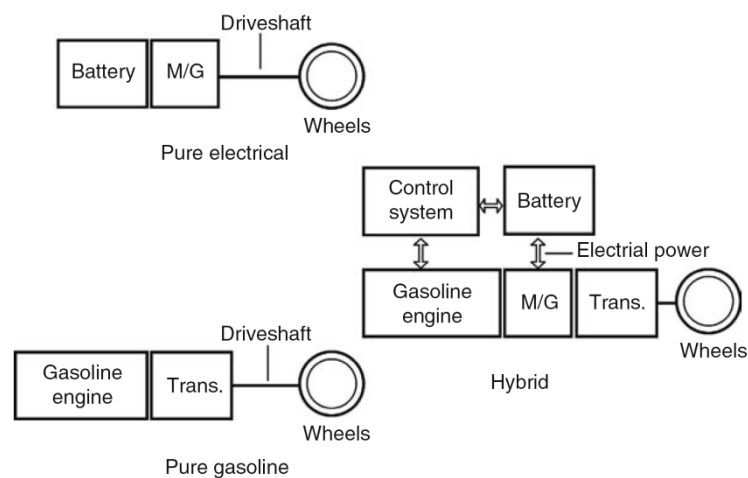 Driveshaft
Battery M/G
Wheels
Pure electrical
Control
system
Battery
Electrial power
Gasoline
engine
M/G Trans.
Wheels
Hybrid
Driveshaft
Gasoline
engine
Trans.
Wheels
Pure gasoline